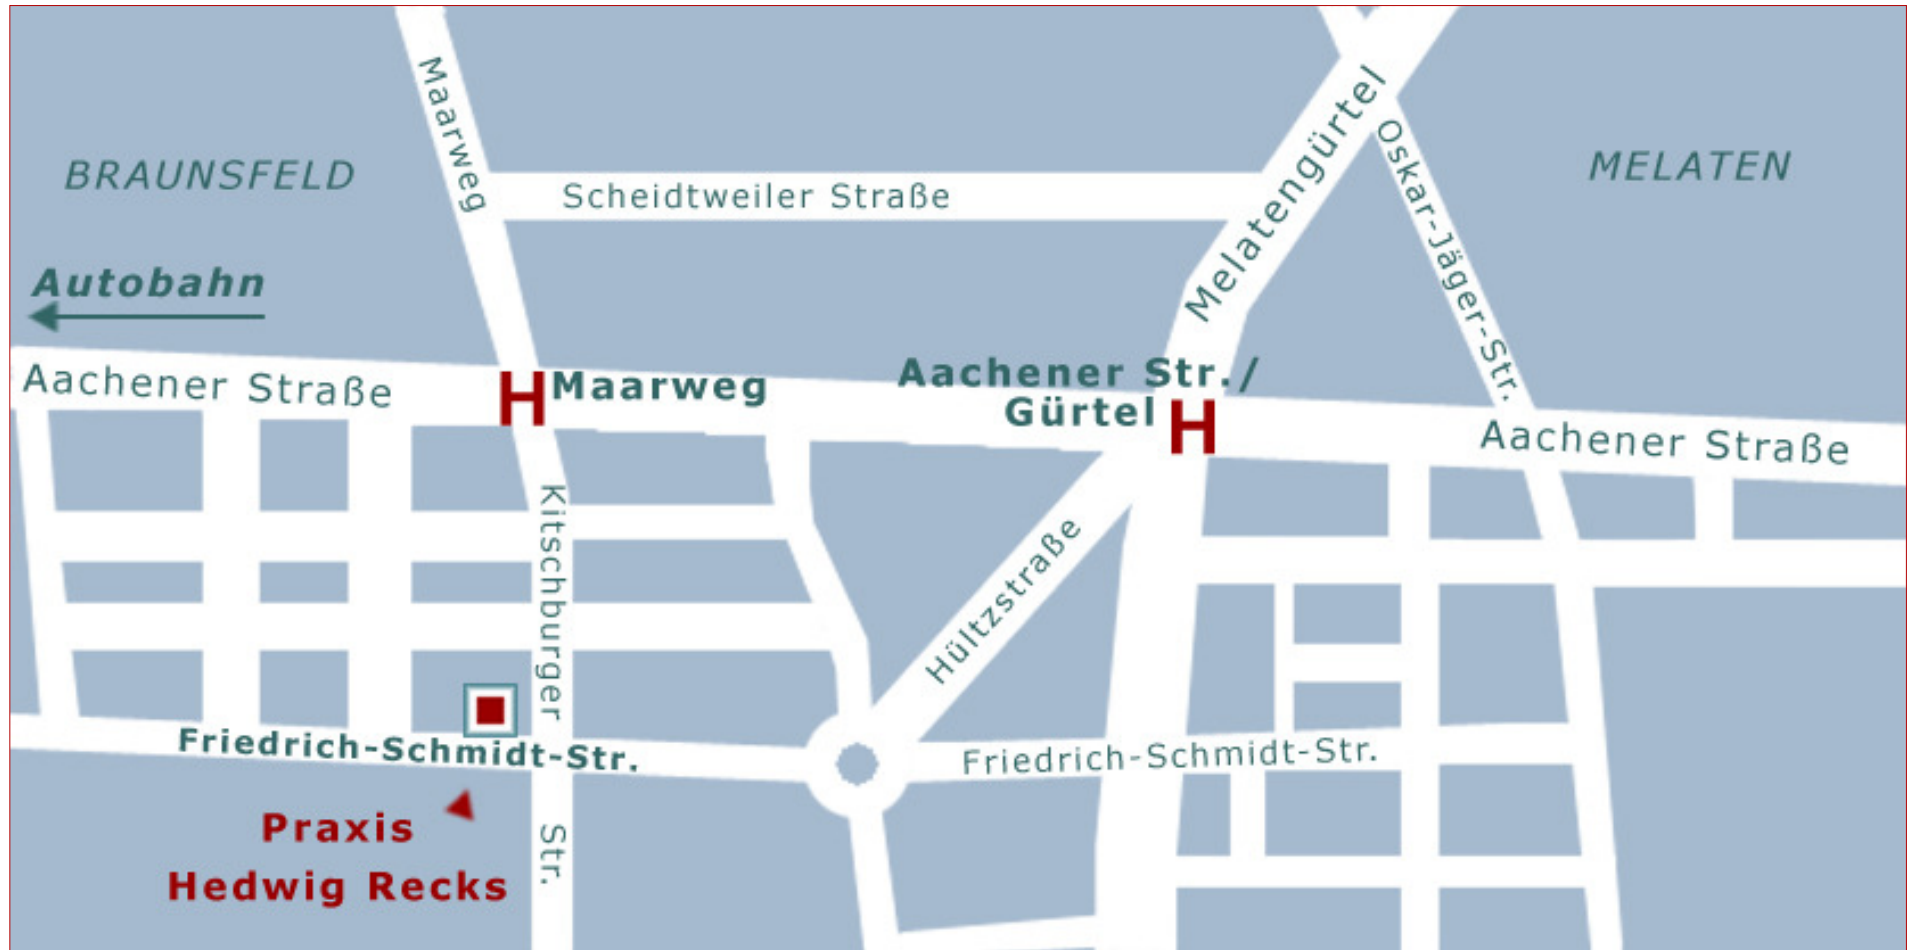 Maarweg
Melatengürtel
Oskar-Jäger-Str.
BRAUNSFELD
MELATEN
Scheidtweiler Straße
Autobahn
Aachener Straße
H Maarweg
Aachener Str./
Gürtel H
Aachener Straße
Kitschburger
Str.
Hültzstraße
Friedrich-Schmidt-Str.
Friedrich-Schmidt-Str.
Praxis
Hedwig Recks